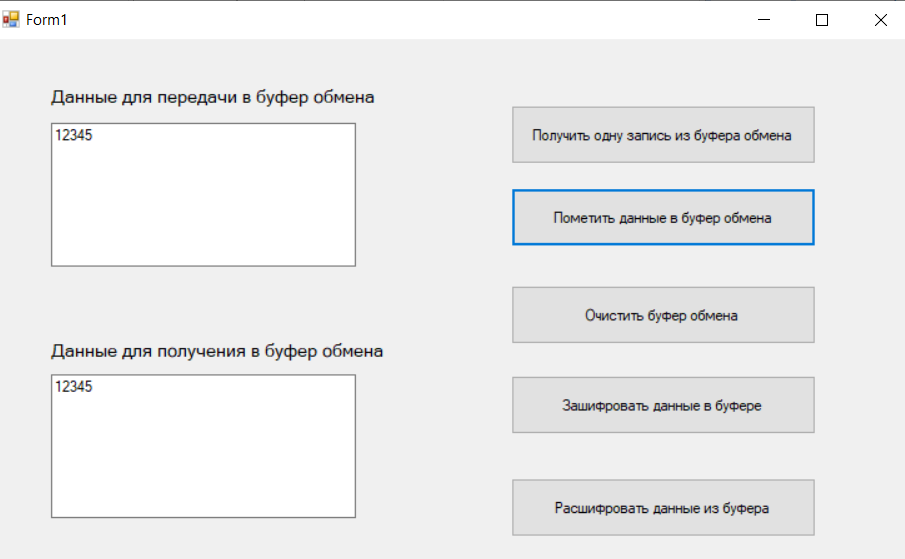 Form1
Данные для передачи в буфер обмена
12345
Данные для получения в буфер обмена
12345
Получить одну запись из буфера обмена
Пометить данные в буфер обмена
Очистить буфер обмена
Зашифровать данные в буфере
Расшифровать данные из буфера